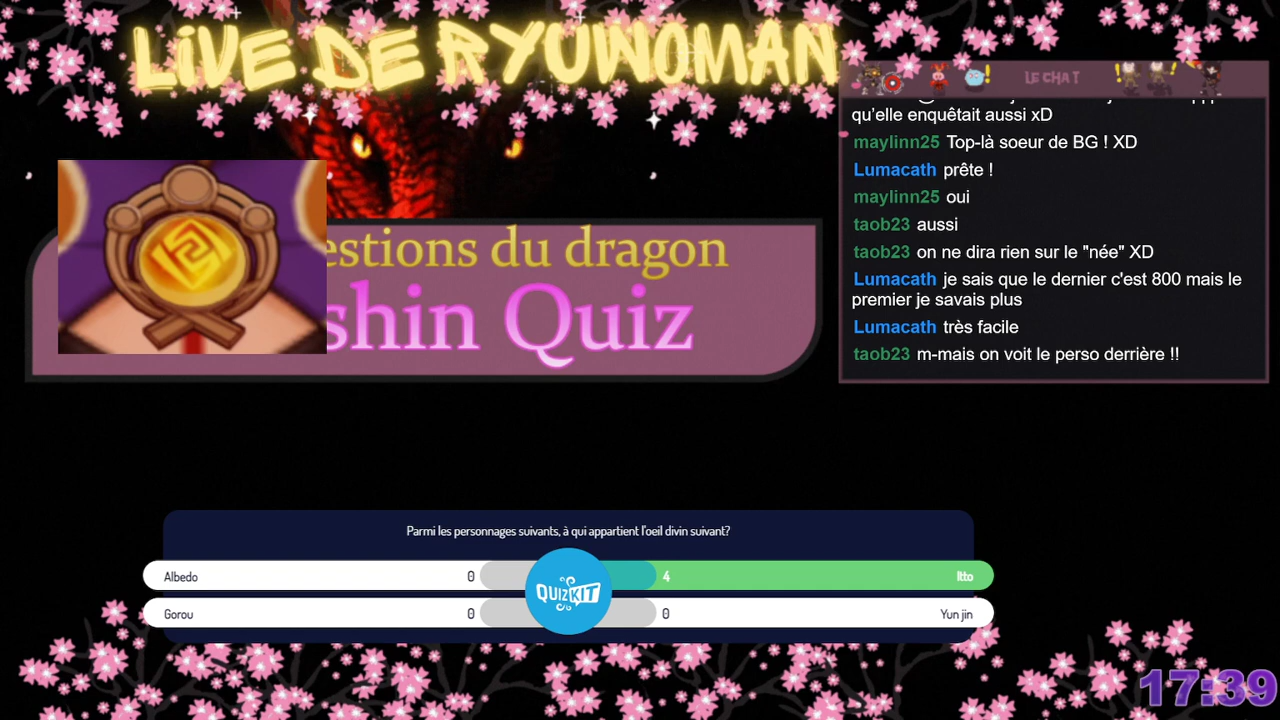 LIVE DE RYUWOMAN
LE CHAT
qu'elle enquêtait aussi xD
maylinn25 Top-là soeur de BG ! XD
Lumacath prête !
maylinn25 oui
taob23 aussi
taob23 on ne dira rien sur le "née" XD
Lumacath je sais que le dernier c'est 800 mais le
premier je savais plus
Lumacath très facile
taob23 m-mais on voit le perso derrière !!
estions du dragon
shin Quiz
Parmi les personnages suivants, à qui appartient l'oeil divin suivant?
Albedo 0 4 Itto
QUIZKIT
Gorou 0 0 Yun jin
17:39